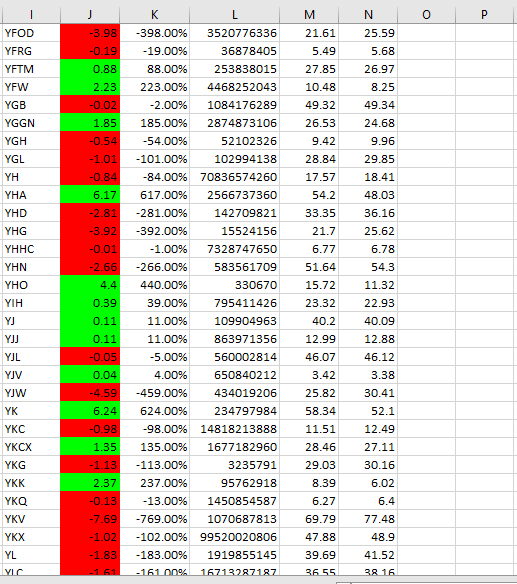 I J K L M N O P
YFOD -3.98 -398.00% 3520776336 21.61 25.59
YFRG -0.19 -19.00% 36878405 5.49 5.68
YFTM 0.88 88.00% 253838015 27.85 26.97
YFW 2.23 223.00% 4468252043 10.48 8.25
YGB -0.02 -2.00% 1084176289 49.32 49.34
YGGN 1.85 185.00% 2874873106 26.53 24.68
YGH -0.54 -54.00% 52102326 9.42 9.96
YGL -1.01 -101.00% 102994138 28.84 29.85
YH -0.84 -84.00% 70836574260 17.57 18.41
YHA 6.17 617.00% 2566737360 54.2 48.03
YHD -2.81 -281.00% 142709821 33.35 36.16
YHG -3.92 -392.00% 15524156 21.7 25.62
YHHC -0.01 -1.00% 7328747650 6.77 6.78
YHN -2.66 -266.00% 583561709 51.64 54.3
YHO 4.4 440.00% 330670 15.72 11.32
YIH 0.39 39.00% 795411426 23.32 22.93
YJ 0.11 11.00% 109904963 40.2 40.09
YJJ 0.11 11.00% 863971356 12.99 12.88
YJL -0.05 -5.00% 560002814 46.07 46.12
YJV 0.04 4.00% 650840212 3.42 3.38
YJW -4.59 -459.00% 434019206 25.82 30.41
YK 6.24 624.00% 234797984 58.34 52.1
YKC -0.98 -98.00% 14818213888 11.51 12.49
YKCX 1.35 135.00% 1677182960 28.46 27.11
YKG -1.13 -113.00% 3235791 29.03 30.16
YKK 2.37 237.00% 95762918 8.39 6.02
YKQ -0.13 -13.00% 1450854587 6.27 6.4
YKV -7.69 -769.00% 1070687813 69.79 77.48
YKX -1.02 -102.00% 99520020806 47.88 48.9
YL -1.83 -183.00% 1919855145 39.69 41.52
YLC -1.61 -161.00% 16713287187 36.55 38.16